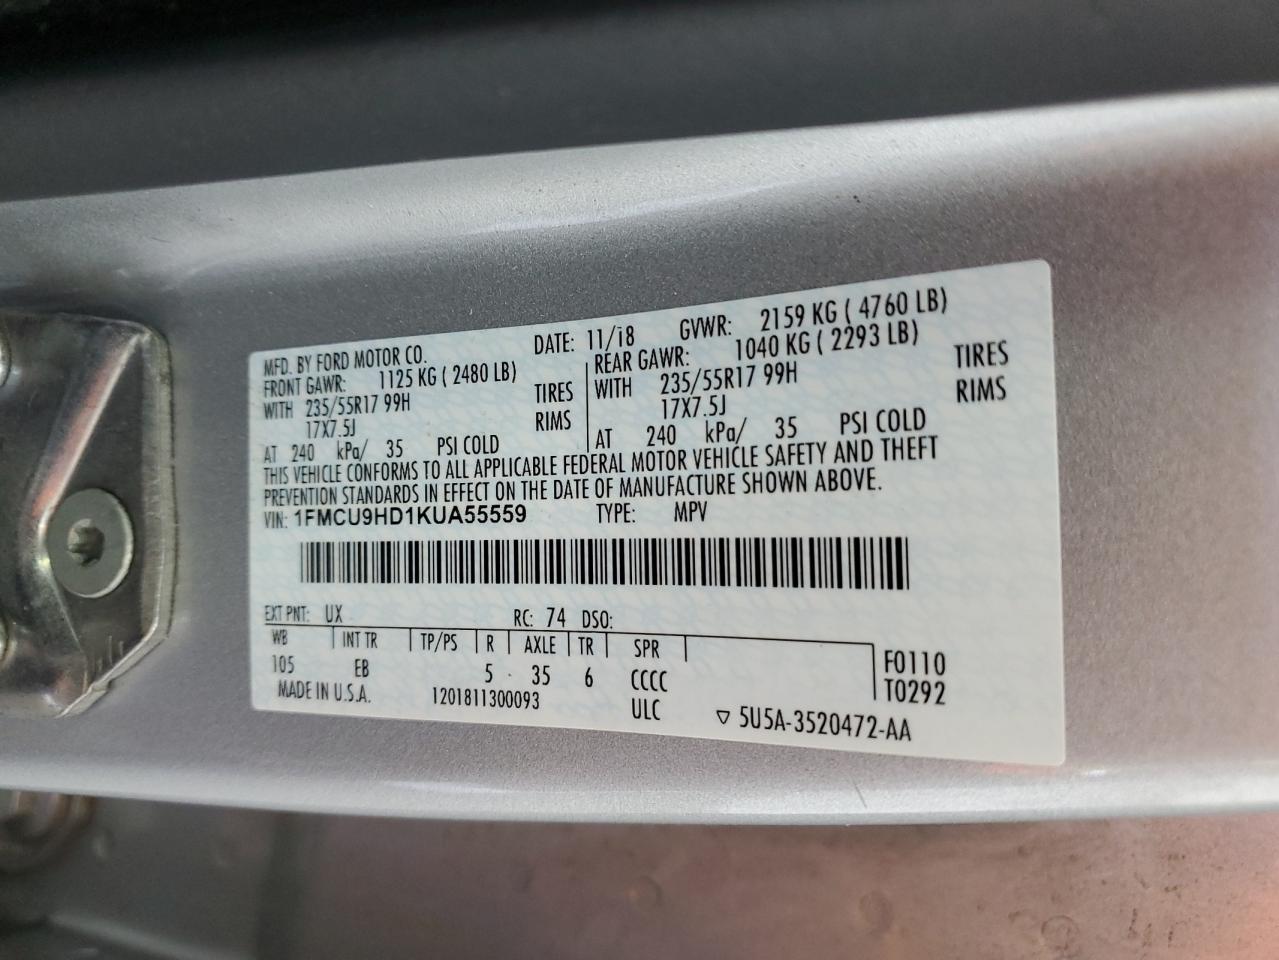 MFD. BY FORD MOTOR CO. DATE: 11/18 GVWR: 2159 KG ( 4760 LB)
FRONT GAWR: 1125 KG ( 2480 LB) REAR GAWR: 1040 KG ( 2293 LB)
WITH 235/55R17 99H TIRES WITH 235/55R17 99H TIRES
17X7.5J RIMS 17X7.5J RIMS
AT 240 kPa/ 35 PSI COLD AT 240 kPa/ 35 PSI COLD
THIS VEHICLE CONFORMS TO ALL APPLICABLE FEDERAL MOTOR VEHICLE SAFETY AND THEFT
PREVENTION STANDARDS IN EFFECT ON THE DATE OF MANUFACTURE SHOWN ABOVE.
VIN: 1FMCU9HD1KUA55559 TYPE: MPV
EXT PNT: UX RC: 74 DSO:
WB INT TR TP/PS R AXLE TR SPR
105 EB 5 35 6 CCCC F0110
MADE IN U.S.A. 1201811300093 ULC T0292
▽ 5U5A-3520472-AA